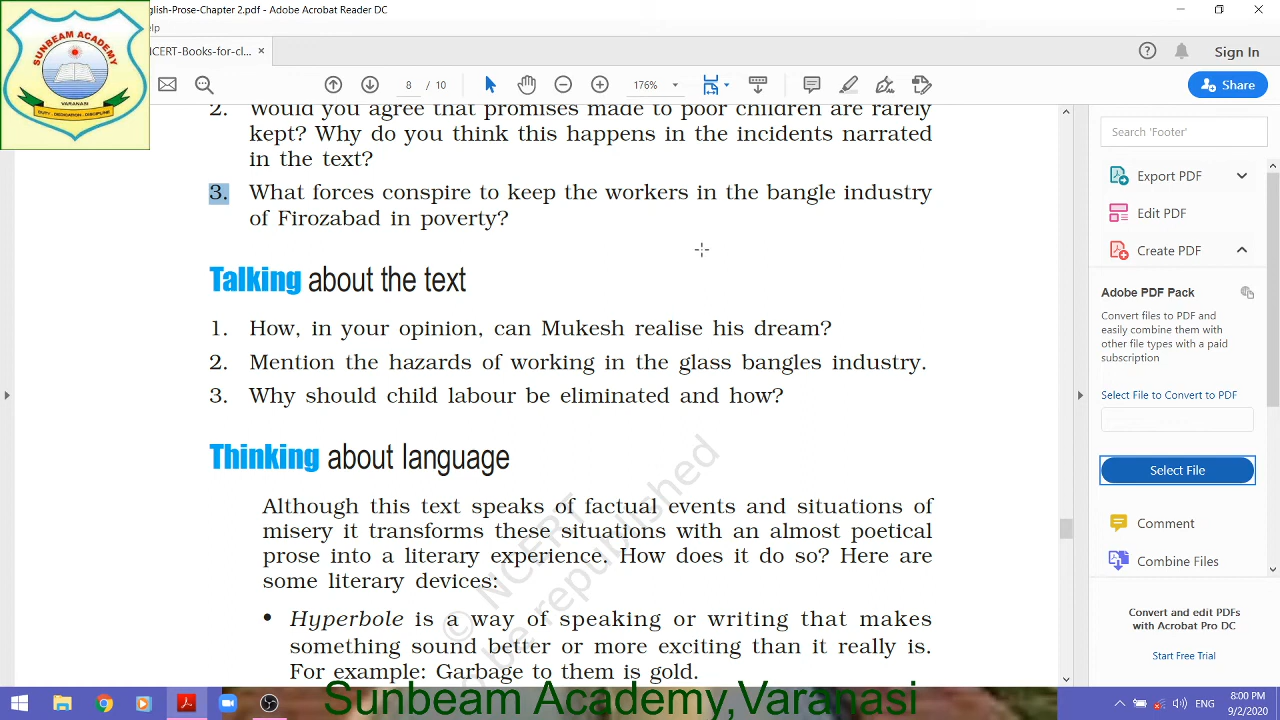 nglish-Prose-Chapter 2.pdf - Adobe Acrobat Reader DC
elp
NCERT-Books-for-cl... ×
Sign In
8 / 10
176%
Share
SUNBEAM ACADEMY
VARANASI
DUTY - DEDICATION - DISCIPLINE
2. Would you agree that promises made to poor children are rarely
kept? Why do you think this happens in the incidents narrated
in the text?
3. What forces conspire to keep the workers in the bangle industry
of Firozabad in poverty?
Talking about the text
1. How, in your opinion, can Mukesh realise his dream?
2. Mention the hazards of working in the glass bangles industry.
3. Why should child labour be eliminated and how?
Thinking about language
Although this text speaks of factual events and situations of
misery it transforms these situations with an almost poetical
prose into a literary experience. How does it do so? Here are
some literary devices:
• Hyperbole is a way of speaking or writing that makes
something sound better or more exciting than it really is.
For example: Garbage to them is gold.
© NCERT
be republished
Search 'Footer'
Export PDF
Edit PDF
Create PDF
Adobe PDF Pack
Convert files to PDF and
easily combine them with
other file types with a paid
subscription
Select File to Convert to PDF
Select File
Comment
Combine Files
Convert and edit PDFs
with Acrobat Pro DC
Start Free Trial
Sunbeam Academy,Varanasi
ENG
8:00 PM
9/2/2020